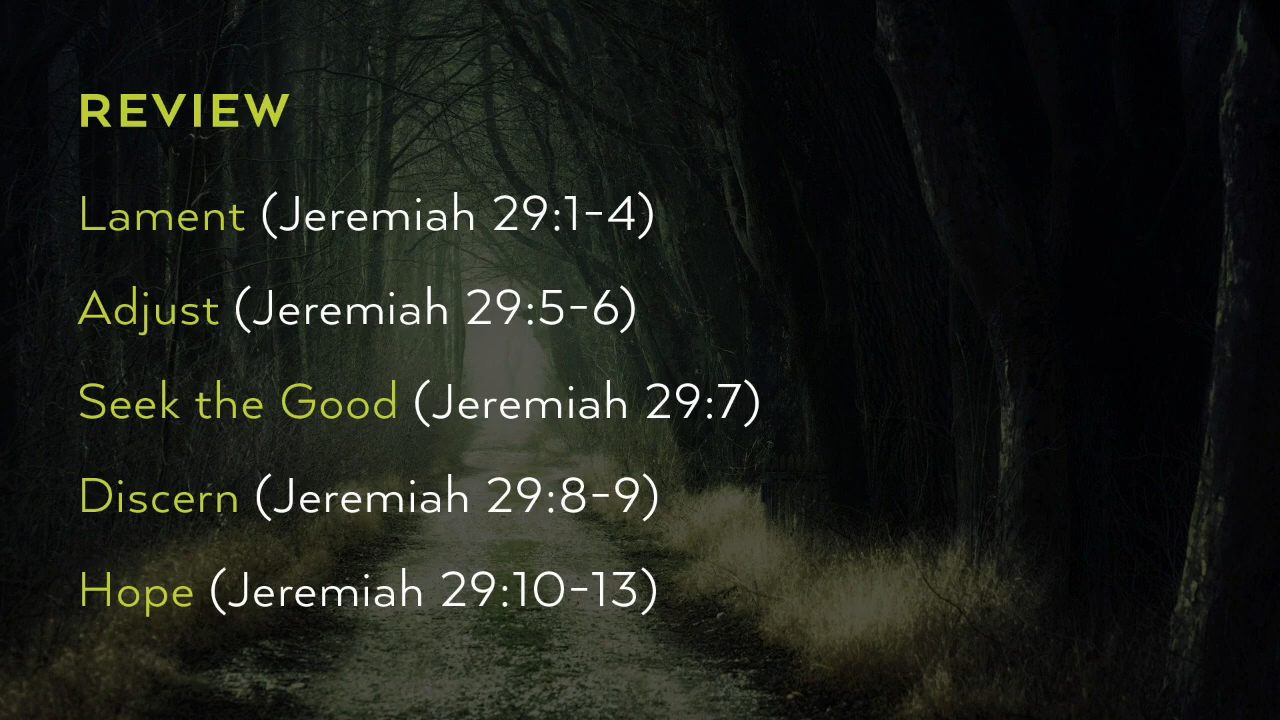 REVIEW
Lament (Jeremiah 29:1-4)
Adjust (Jeremiah 29:5-6)
Seek the Good (Jeremiah 29:7)
Discern (Jeremiah 29:8-9)
Hope (Jeremiah 29:10-13)